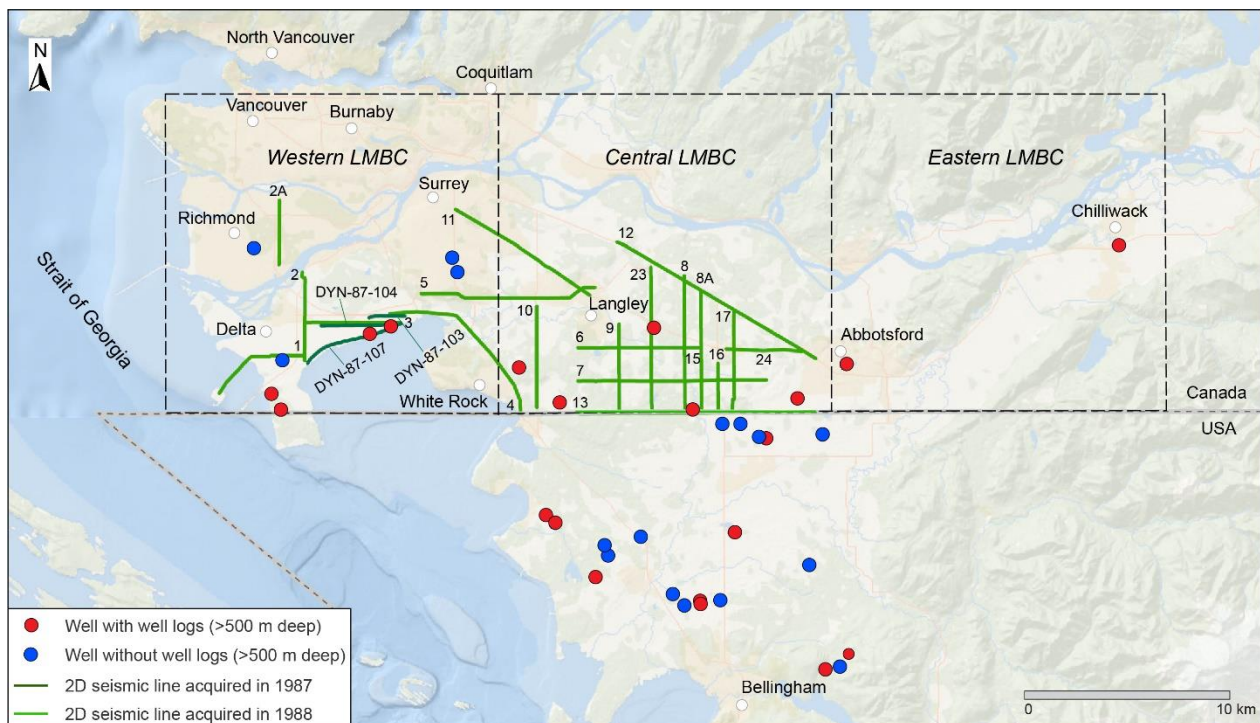 N
North Vancouver
Coquitlam
Vancouver
Burnaby
Western LMBC
Central LMBC
Eastern LMBC
Surrey
2A
11
Richmond
12
Chilliwack
Strait of Georgia
2
5
23
8
8A
DYN-87-104
10
Langley
17
Delta
3
9
6
Abbotsford
1
DYN-87-107
DYN-87-103
15
16
24
7
White Rock
4
13
Canada
USA
Well with well logs (>500 m deep)
Well without well logs (>500 m deep)
2D seismic line acquired in 1987
2D seismic line acquired in 1988
Bellingham
0
10 km